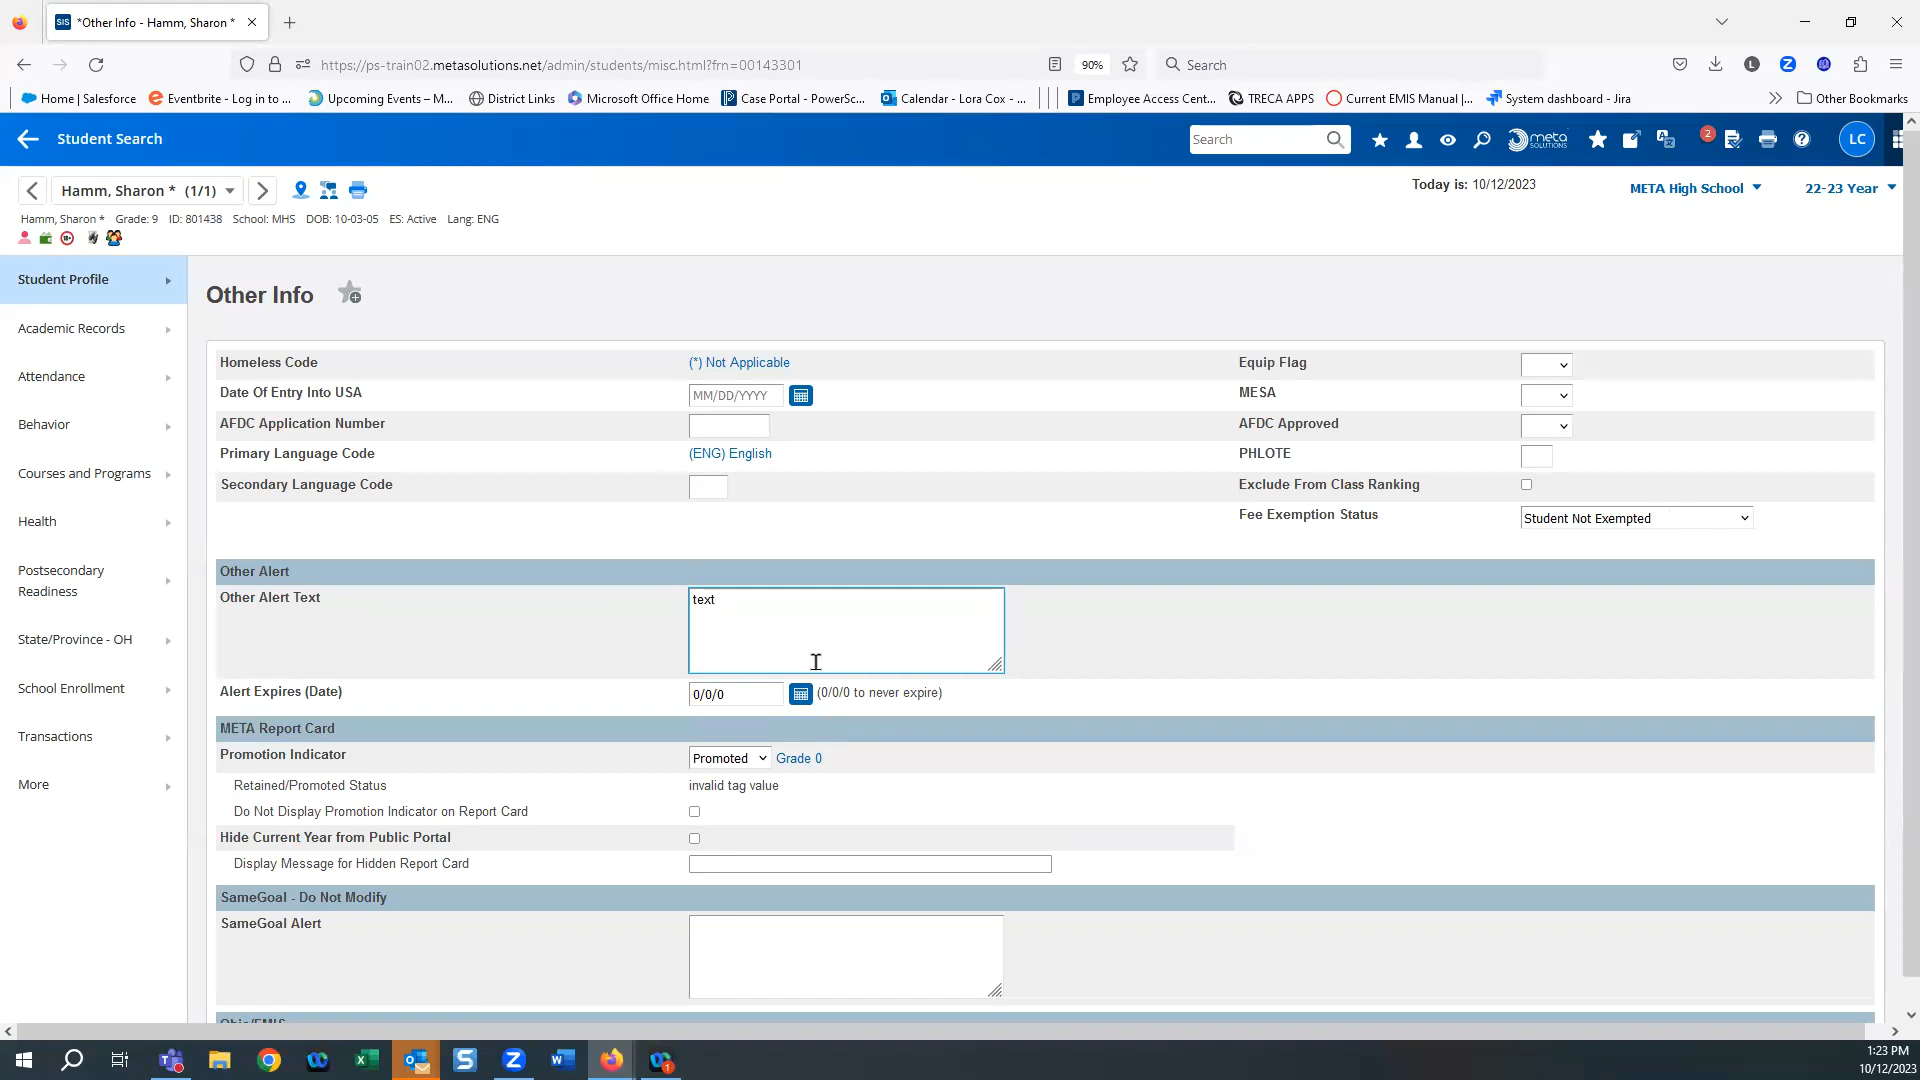 *Other Info - Hamm, Sharon *
https://ps-train02.metasolutions.net/admin/students/misc.html?frn=00143301
90%
Search
Home | Salesforce
Eventbrite - Log in to ...
Upcoming Events – M...
District Links
Microsoft Office Home
Case Portal - PowerSc...
Calendar - Lora Cox - ...
Employee Access Cent...
TRECA APPS
Current EMIS Manual |...
System dashboard - Jira
Other Bookmarks
Student Search
Search
meta
SOLUTIONS
2
LC
Hamm, Sharon * (1/1)
Today is: 10/12/2023
META High School
22-23 Year
Hamm, Sharon * Grade: 9 ID: 801438 School: MHS DOB: 10-03-05 ES: Active Lang: ENG
Student Profile
Academic Records
Attendance
Behavior
Courses and Programs
Health
Postsecondary
Readiness
State/Province - OH
School Enrollment
Transactions
More
Other Info
Homeless Code
(*) Not Applicable
Equip Flag
Date Of Entry Into USA
MM/DD/YYYY
MESA
AFDC Application Number
AFDC Approved
Primary Language Code
(ENG) English
PHLOTE
Secondary Language Code
Exclude From Class Ranking
Fee Exemption Status
Student Not Exempted
Other Alert
Other Alert Text
text
Alert Expires (Date)
0/0/0
(0/0/0 to never expire)
META Report Card
Promotion Indicator
Promoted
Grade 0
Retained/Promoted Status
invalid tag value
Do Not Display Promotion Indicator on Report Card
Hide Current Year from Public Portal
Display Message for Hidden Report Card
SameGoal - Do Not Modify
SameGoal Alert
Ohio/EMIS
1:23 PM
10/12/2023